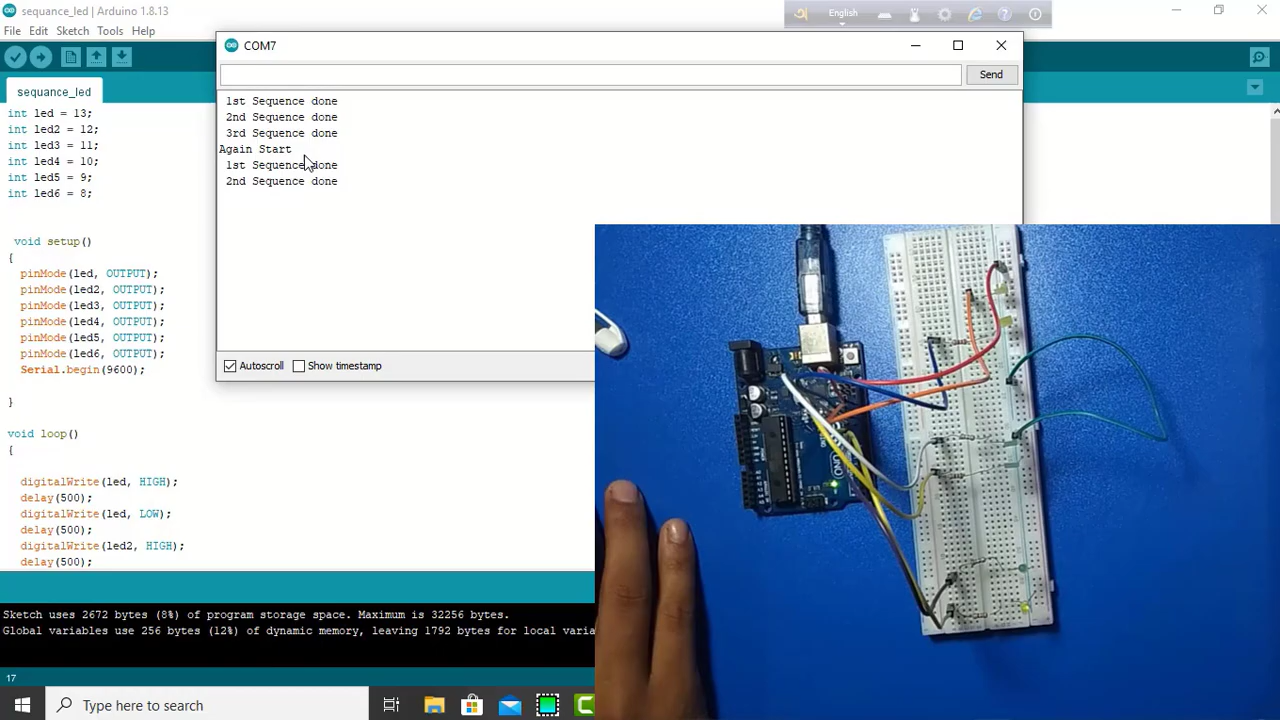 sequance_led | Arduino 1.8.13
English
File Edit Sketch Tools Help
COM7
Send
sequance_led
1st Sequence done
2nd Sequence done
3rd Sequence done
Again Start
1st Sequence done
2nd Sequence done
Autoscroll Show timestamp
int led = 13;
int led2 = 12;
int led3 = 11;
int led4 = 10;
int led5 = 9;
int led6 = 8;
void setup()
{
pinMode(led, OUTPUT);
pinMode(led2, OUTPUT);
pinMode(led3, OUTPUT);
pinMode(led4, OUTPUT);
pinMode(led5, OUTPUT);
pinMode(led6, OUTPUT);
Serial.begin(9600);
}
void loop()
{
digitalWrite(led, HIGH);
delay(500);
digitalWrite(led, LOW);
delay(500);
digitalWrite(led2, HIGH);
delay(500);
UNO
Sketch uses 2672 bytes (8%) of program storage space. Maximum is 32256 bytes.
Global variables use 256 bytes (12%) of dynamic memory, leaving 1792 bytes for local varia
17
Type here to search